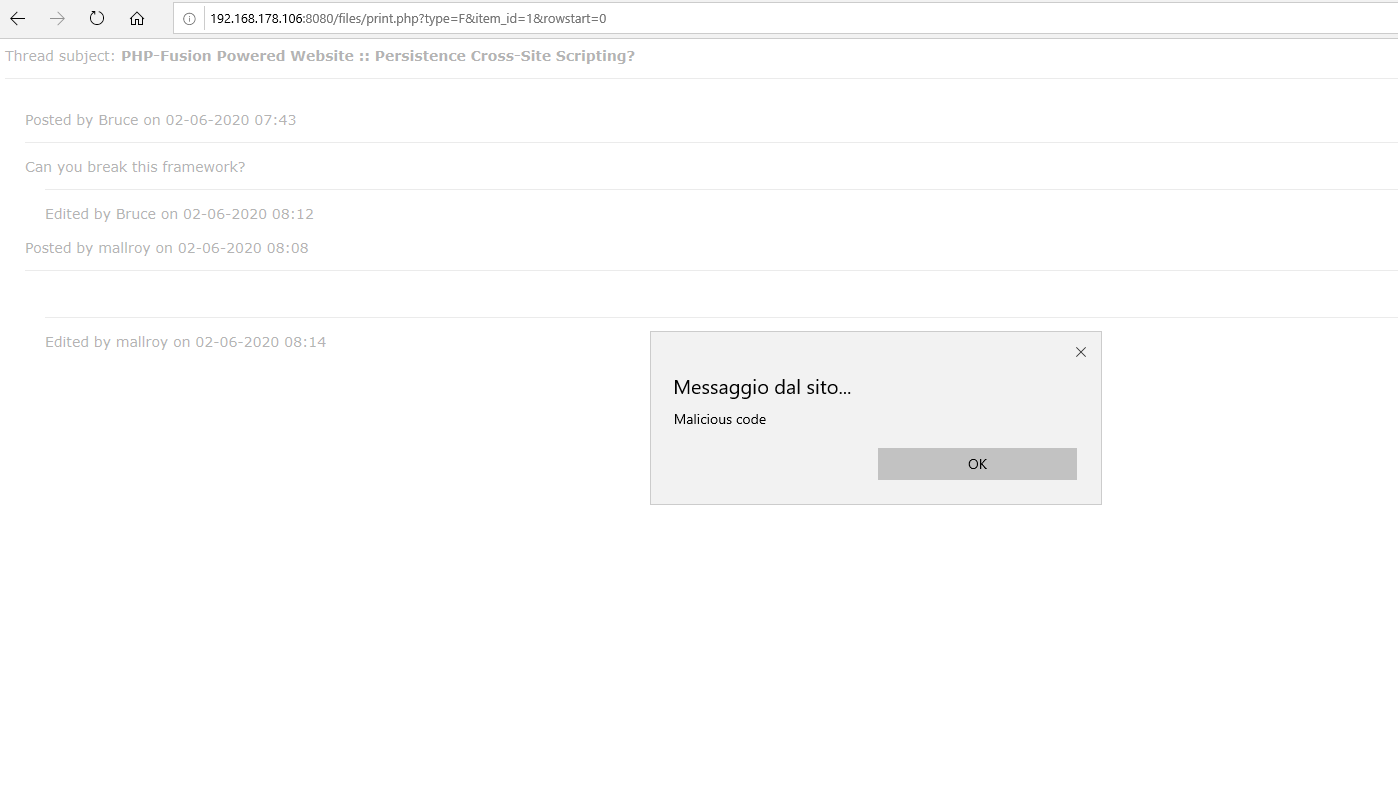 192.168.178.106:8080/files/print.php?type=F&item_id=1&rowstart=0
Thread subject: PHP-Fusion Powered Website :: Persistence Cross-Site Scripting?
Posted by Bruce on 02-06-2020 07:43
Can you break this framework?
Edited by Bruce on 02-06-2020 08:12
Posted by mallroy on 02-06-2020 08:08
Edited by mallroy on 02-06-2020 08:14
Messaggio dal sito...
Malicious code
OK